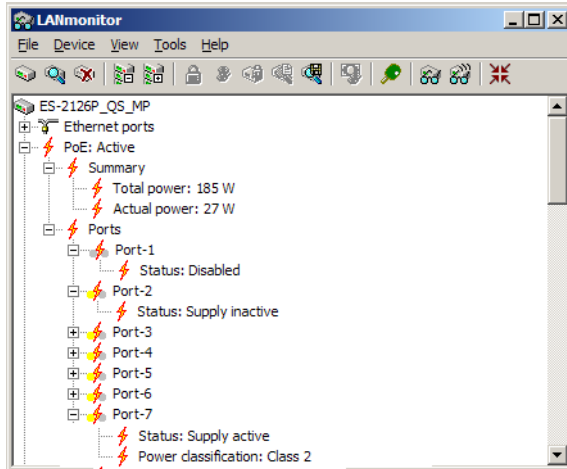 LANmonitor
File Device View Tools Help
ES-2126P_QS_MP
Ethernet ports
PoE: Active
Summary
Total power: 185 W
Actual power: 27 W
Ports
Port-1
Status: Disabled
Port-2
Status: Supply inactive
Port-3
Port-4
Port-5
Port-6
Port-7
Status: Supply active
Power classification: Class 2